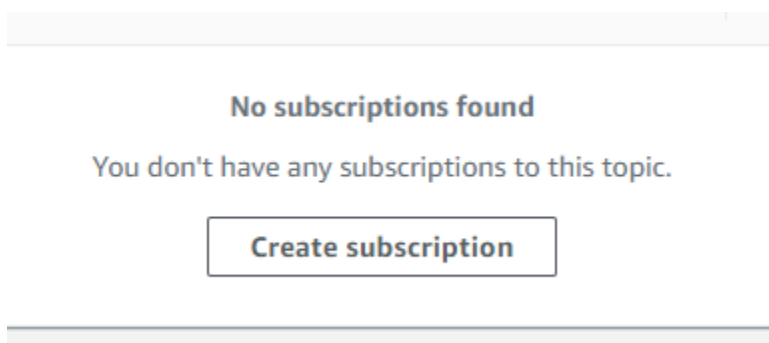 No subscriptions found
You don't have any subscriptions to this topic.
Create subscription